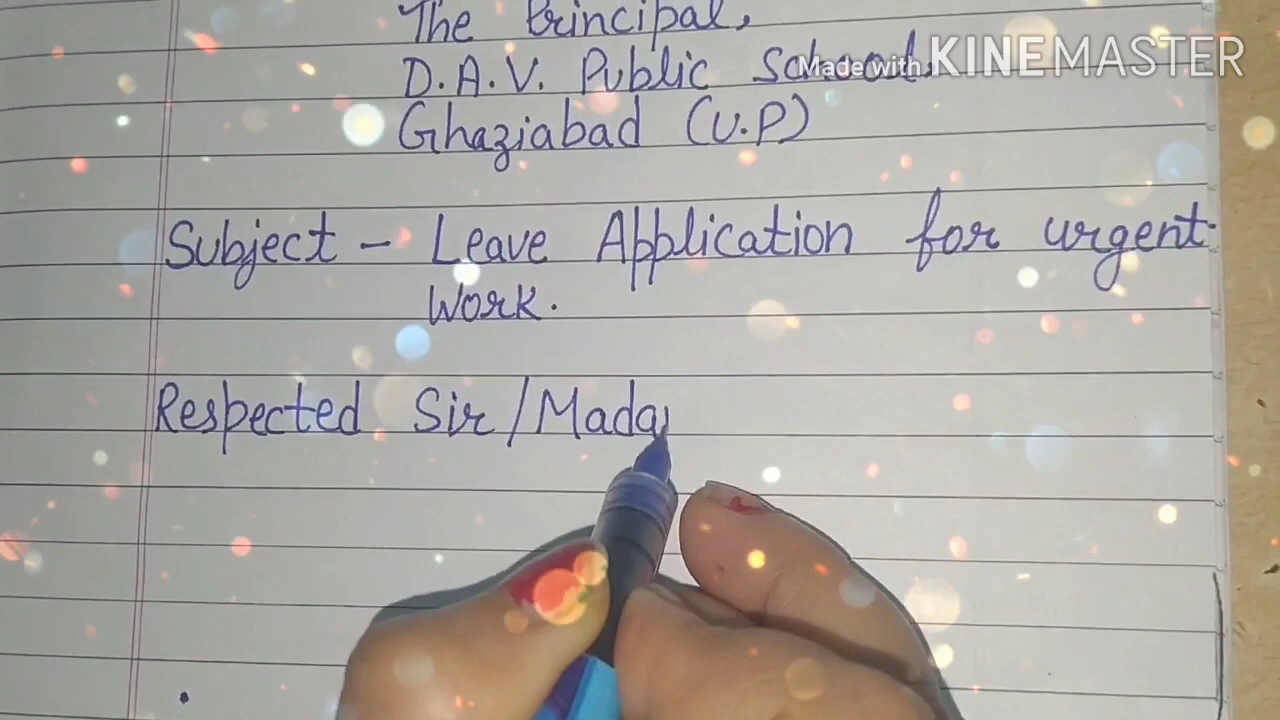 The Principal,
D.A.V. Public School,
Made with KINEMASTER
Ghaziabad (U.P)
Subject - Leave Application for urgent
Work.
Respected Sir/Mada